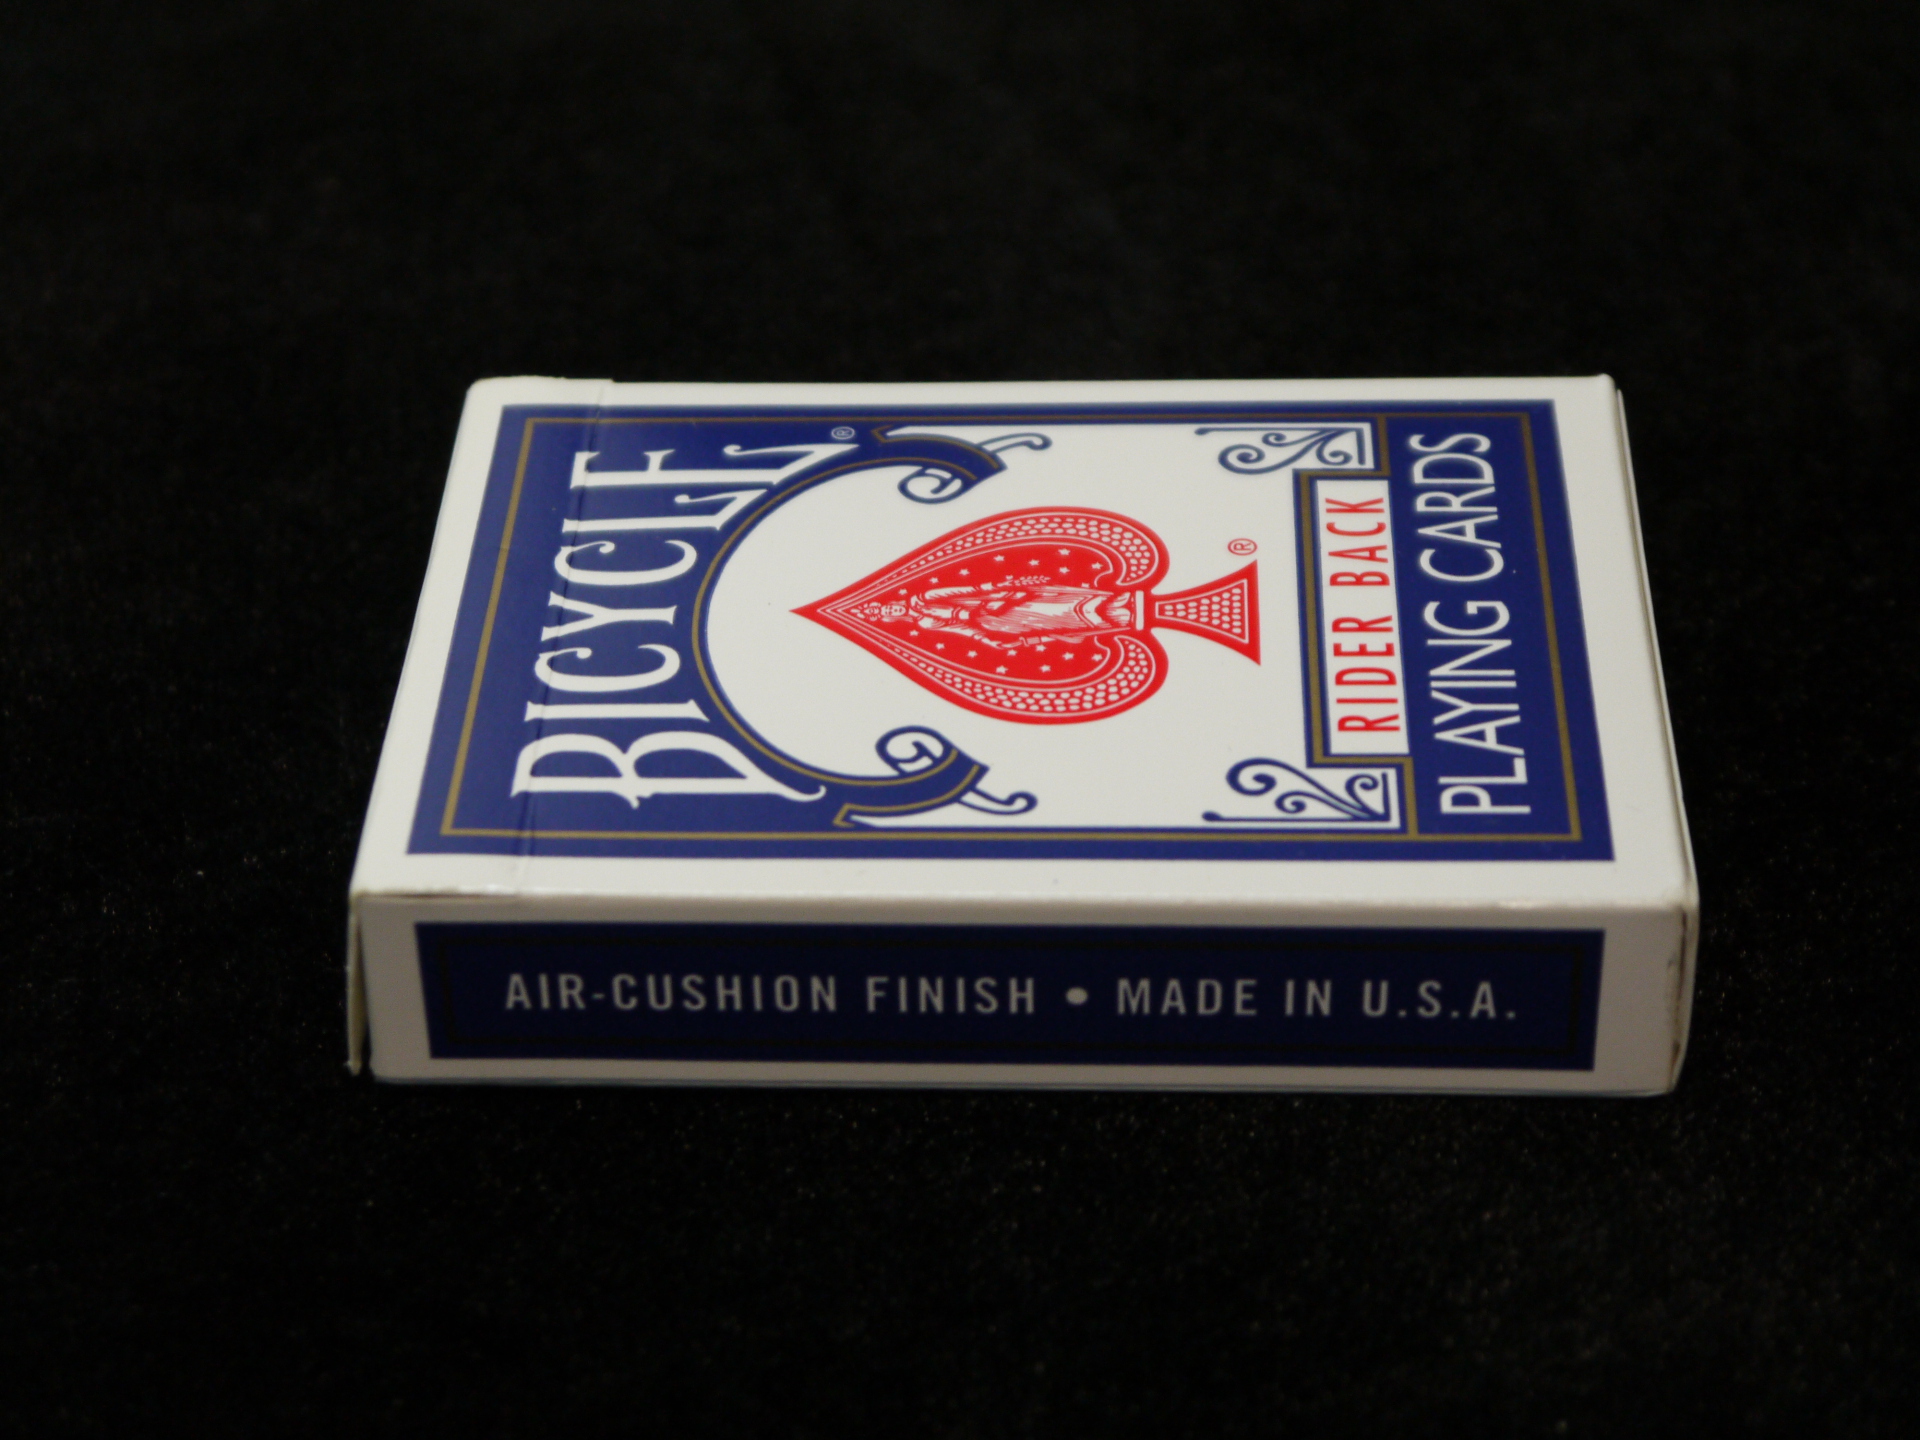 BICYCLE®
®
RIDER BACK
PLAYING CARDS
AIR-CUSHION FINISH • MADE IN U.S.A.